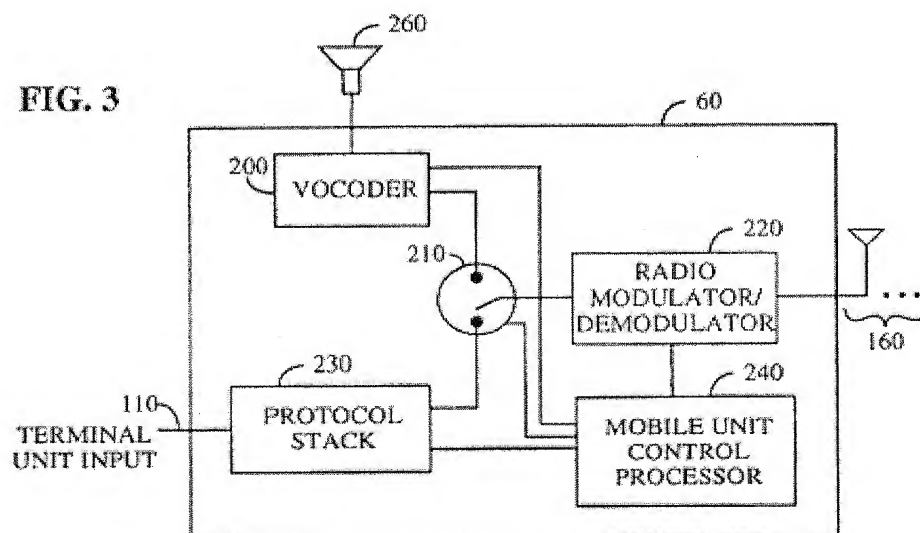 260
FIG. 3
60
200
VOCODER
210
220
RADIO
MODULATOR/
DEMODULATOR
160
230
240
110
PROTOCOL
STACK
TERMINAL
UNIT INPUT
MOBILE UNIT
CONTROL
PROCESSOR